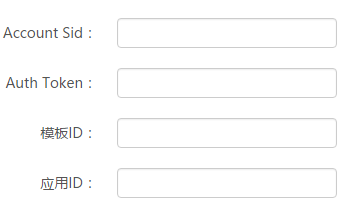 Account Sid：
Auth Token：
模板ID：
应用ID：